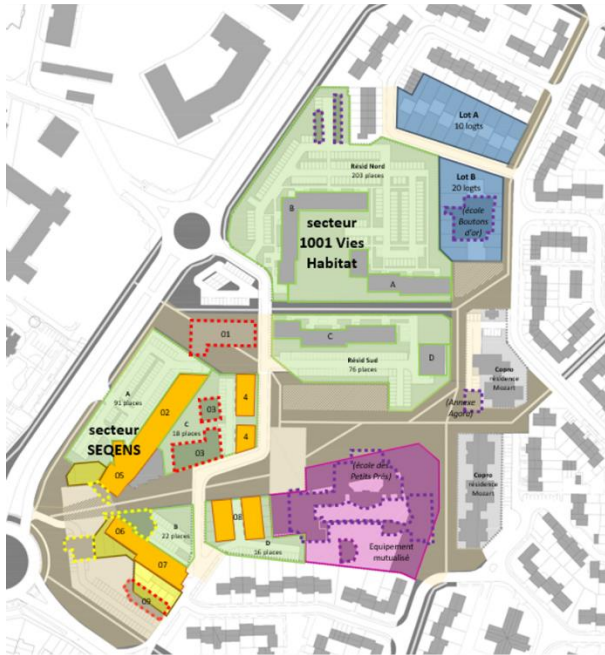 Lot A
10 logts
Résid Nord
203 places
Lot B
20 logts
(école
Boutons
d'or)
B
secteur
1001 Vies
Habitat
A
01
C
D
Résid Sud
76 places
Copro
résidence
Mozart
(Annexe
Agora)
A
91 places
02
03
4
C
18 places
secteur
SEQENS
03
4
05
(école des
Petits Prés)
Copro
résidence
Mozart
06
B
22 places
08
D
16 places
Equipement
mutualisé
07
09